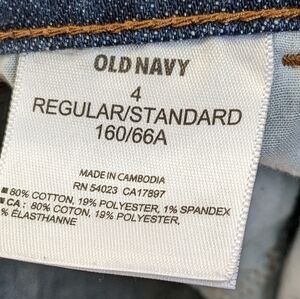 OLD NAVY
4
REGULAR/STANDARD
160/66A
MADE IN CAMBODIA
RN 54023 CA17897
■ 80% COTTON, 19% POLYESTER, 1% SPANDEX
■ CA : 80% COTON, 19% POLYESTER,
% ÉLASTHANNE